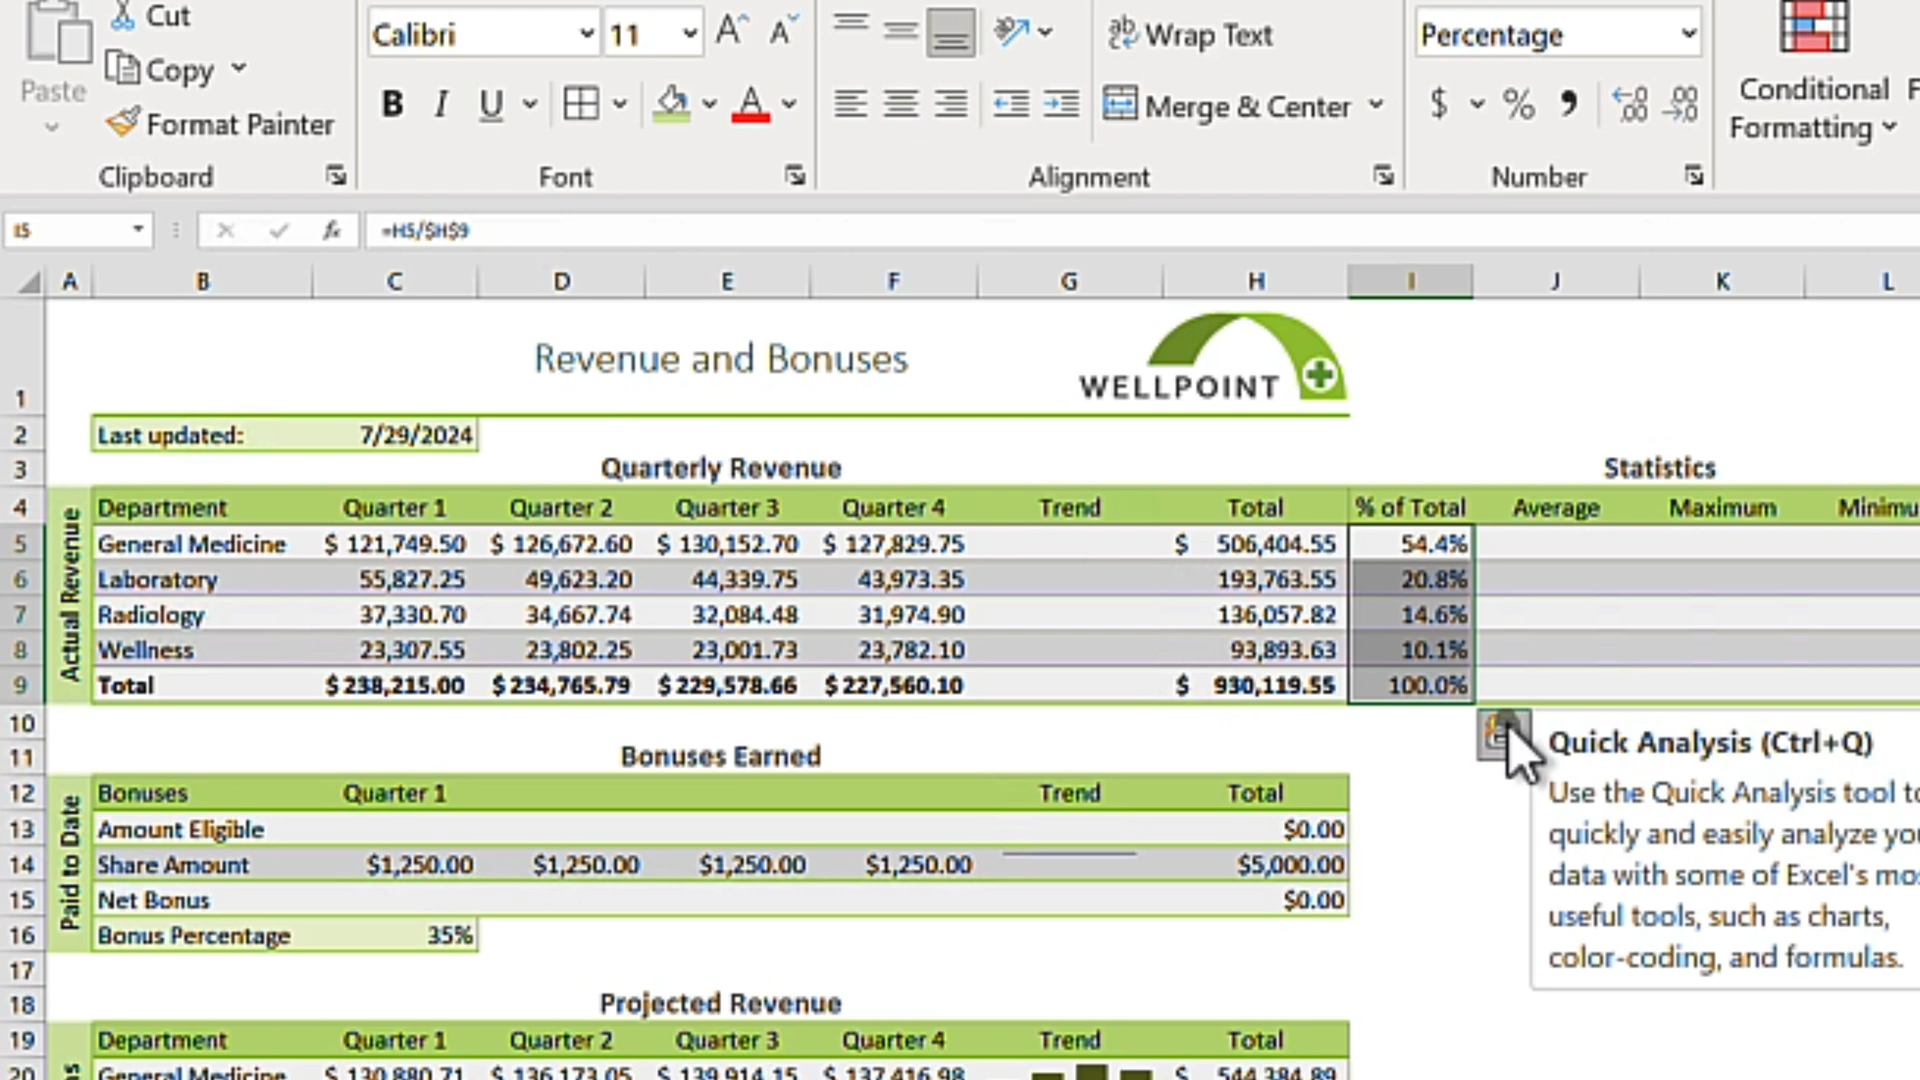 Cut
Copy
Paste
Format Painter
Clipboard
Calibri
11
B I U
A A
A
Font
ab Wrap Text
Merge & Center
Alignment
Percentage
$ % 9
Number
Conditional
Formatting
I5
fx
=H5/$H$9
A B C D E F G H I J K L
1
Revenue and Bonuses
WELLPOINT
2 Last updated: 7/29/2024
3 Quarterly Revenue Statistics
Actual Revenue
4 Department Quarter 1 Quarter 2 Quarter 3 Quarter 4 Trend Total % of Total Average Maximum Minimu
5 General Medicine $ 121,749.50 $ 126,672.60 $ 130,152.70 $ 127,829.75 $ 506,404.55 54.4%
6 Laboratory 55,827.25 49,623.20 44,339.75 43,973.35 193,763.55 20.8%
7 Radiology 37,330.70 34,667.74 32,084.48 31,974.90 136,057.82 14.6%
8 Wellness 23,307.55 23,802.25 23,001.73 23,782.10 93,893.63 10.1%
9 Total $ 238,215.00 $ 234,765.79 $ 229,578.66 $ 227,560.10 $ 930,119.55 100.0%
10
11 Bonuses Earned
Paid to Date
12 Bonuses Quarter 1 Trend Total
13 Amount Eligible $0.00
14 Share Amount $1,250.00 $1,250.00 $1,250.00 $1,250.00 $5,000.00
15 Net Bonus $0.00
16 Bonus Percentage 35%
17
18 Projected Revenue
19 Department Quarter 1 Quarter 2 Quarter 3 Quarter 4 Trend Total
20 General Medicine $ 130,880.71 $ 136,173.05 $ 139,914.15 $ 137,416.98 $ 544,384.89
Quick Analysis (Ctrl+Q)
Use the Quick Analysis tool to
quickly and easily analyze you
data with some of Excel's mos
useful tools, such as charts,
color-coding, and formulas.